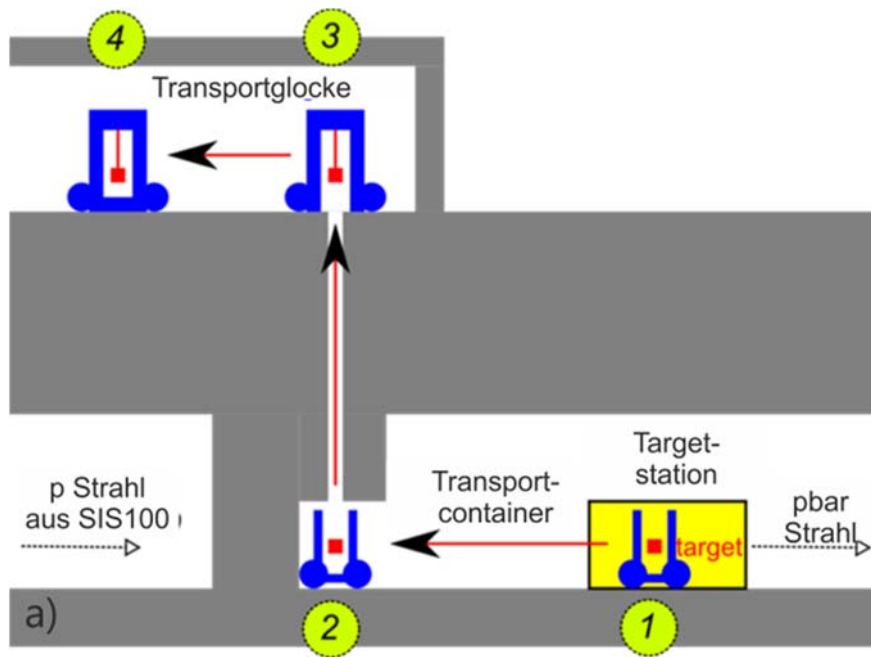 4
3
Transportglocke
Target-
station
Transport-
container
p Strahl
aus SIS100 )
target
pbar
Strahl
a)
2
1